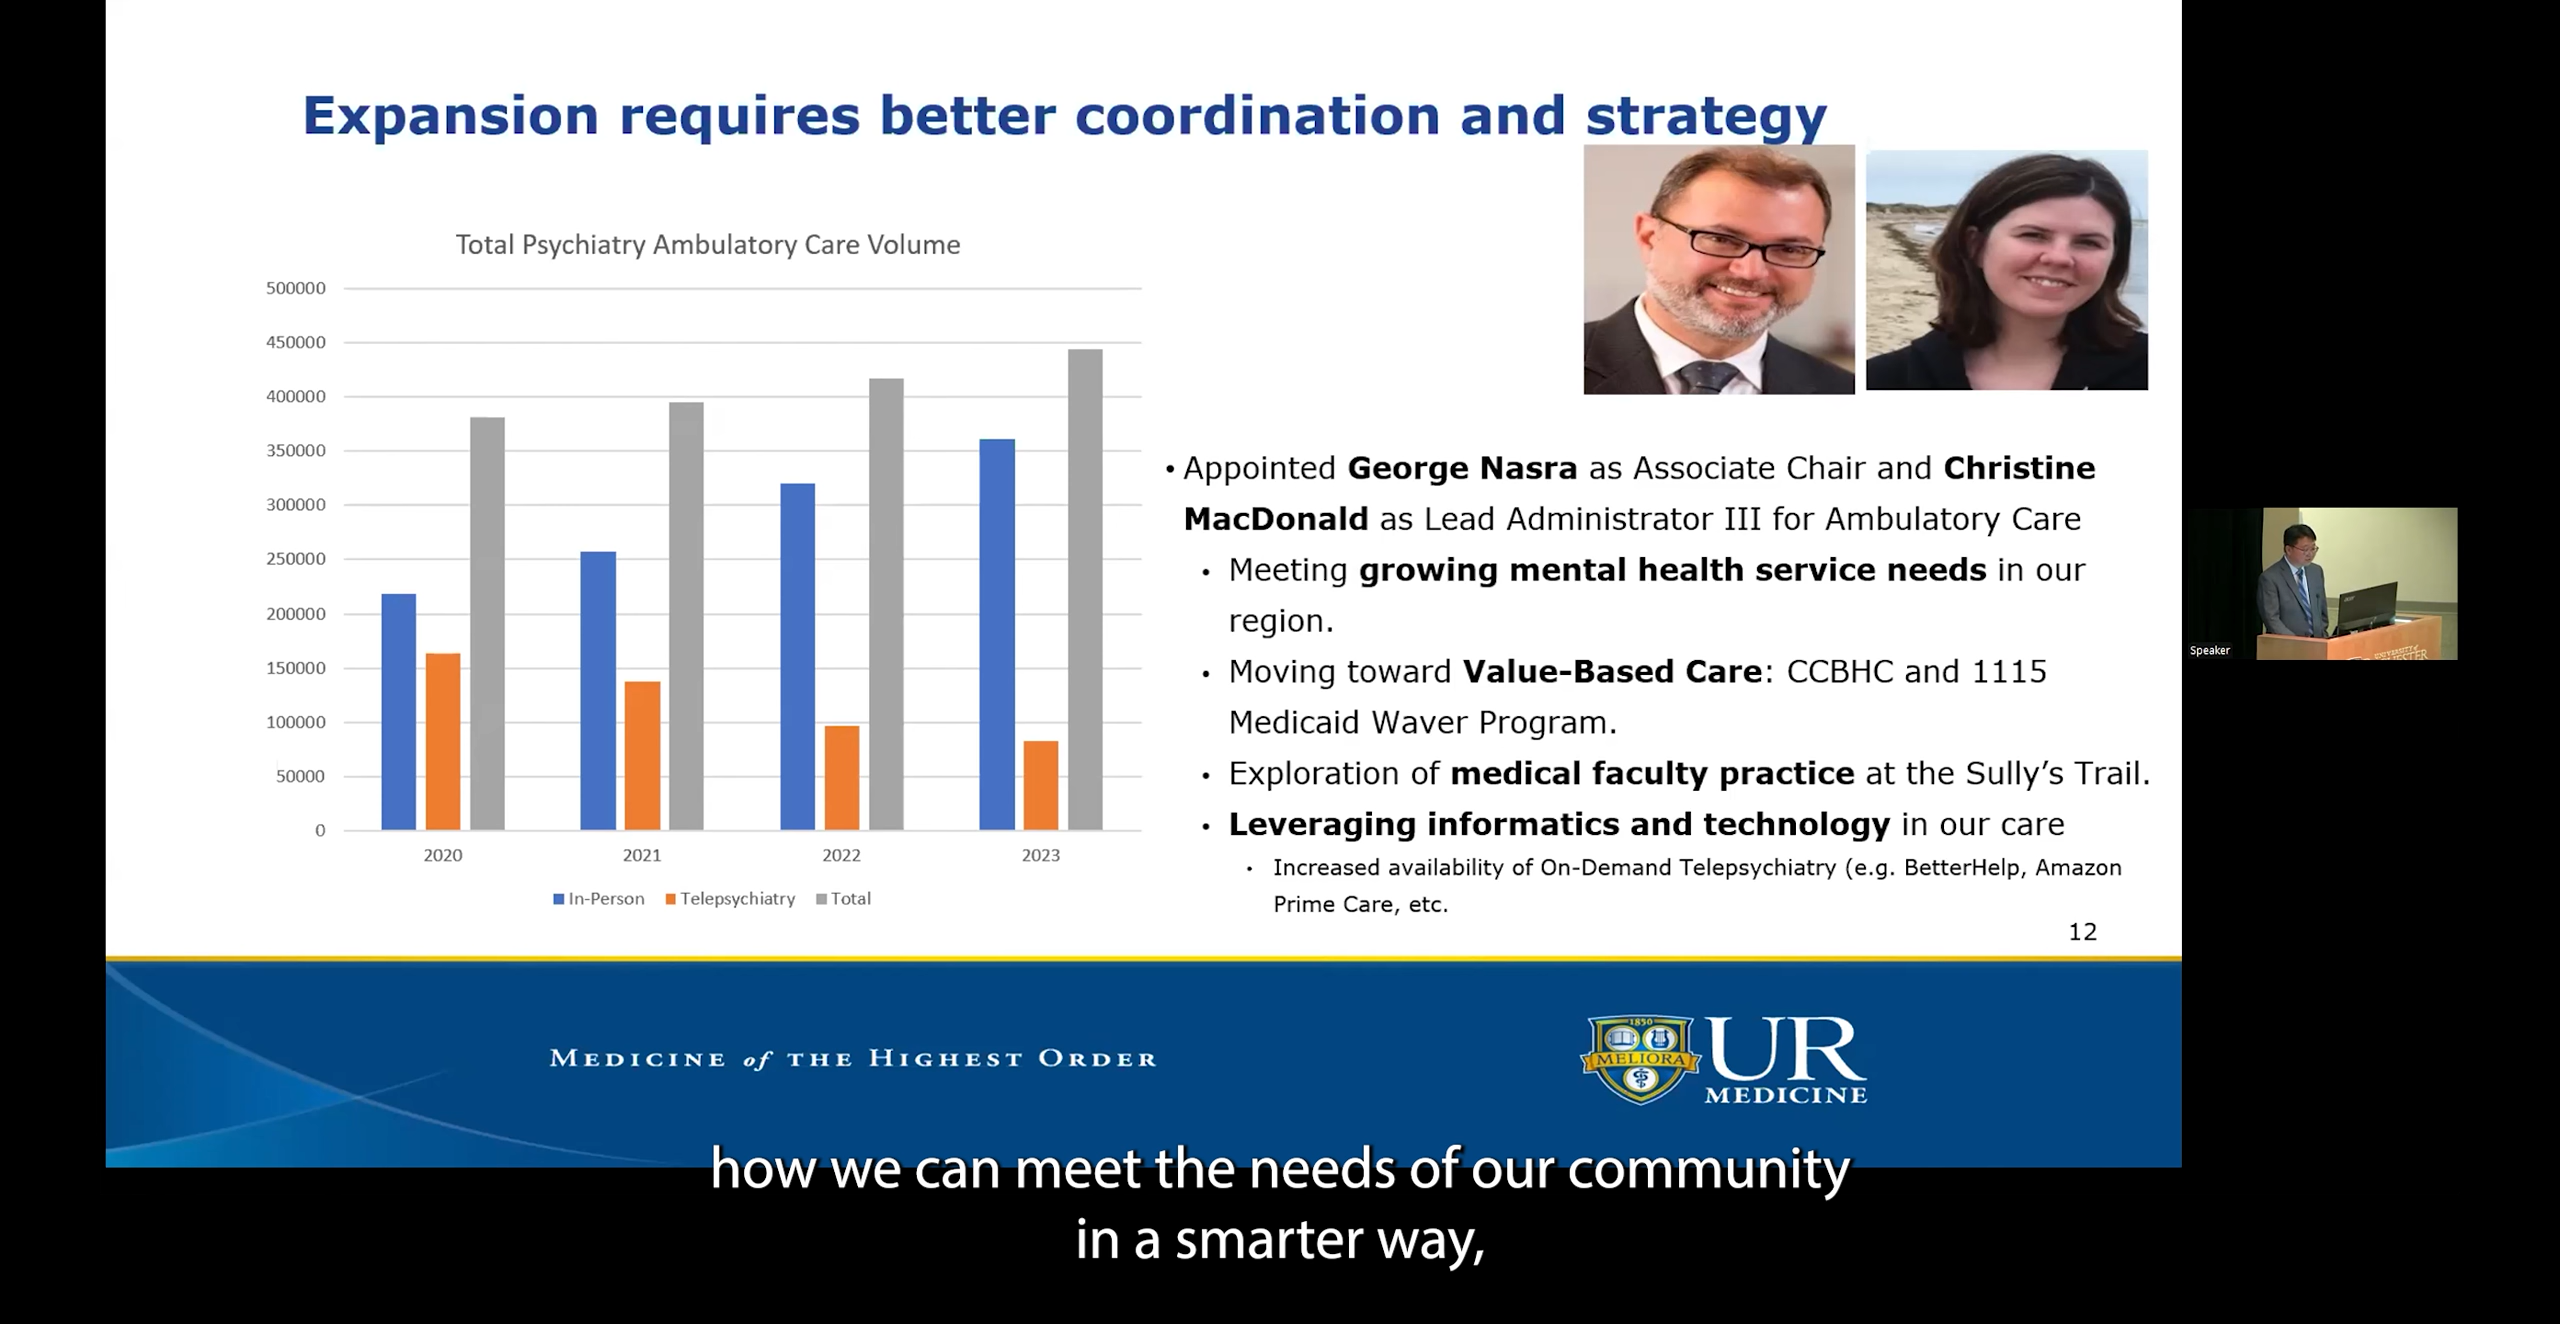 Expansion requires better coordination and strategy
Total Psychiatry Ambulatory Care Volume
500000
450000
400000
350000
300000
250000
200000
150000
100000
50000
0
2020 2021 2022 2023
In-Person Telepsychiatry Total
• Appointed George Nasra as Associate Chair and Christine
MacDonald as Lead Administrator III for Ambulatory Care
• Meeting growing mental health service needs in our
region.
• Moving toward Value-Based Care: CCBHC and 1115
Medicaid Waver Program.
• Exploration of medical faculty practice at the Sully’s Trail.
• Leveraging informatics and technology in our care
• Increased availability of On-Demand Telepsychiatry (e.g. BetterHelp, Amazon
Prime Care, etc.
12
Speaker
MEDICINE of THE HIGHEST ORDER
1850
MELIORA
UR
MEDICINE
how we can meet the needs of our community
in a smarter way,